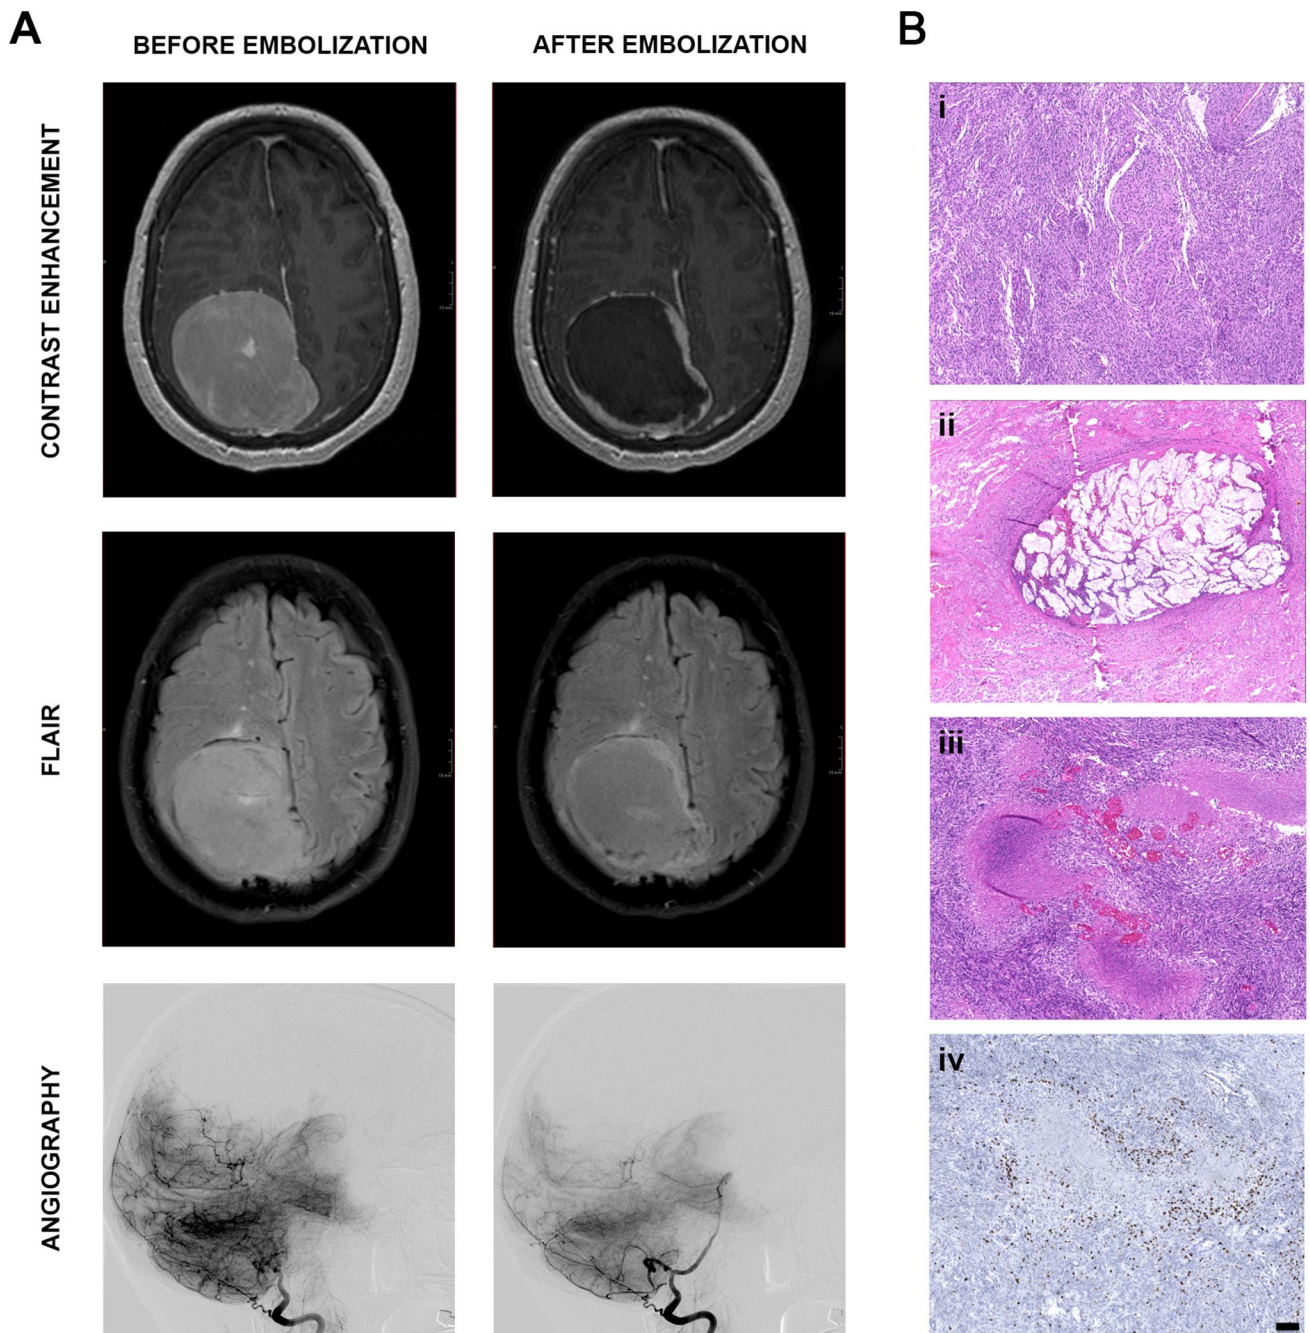 A
B
BEFORE EMBOLIZATION
AFTER EMBOLIZATION
CONTRAST ENHANCEMENT
FLAIR
ANGIOGRAPHY
i
ii
iii
iv